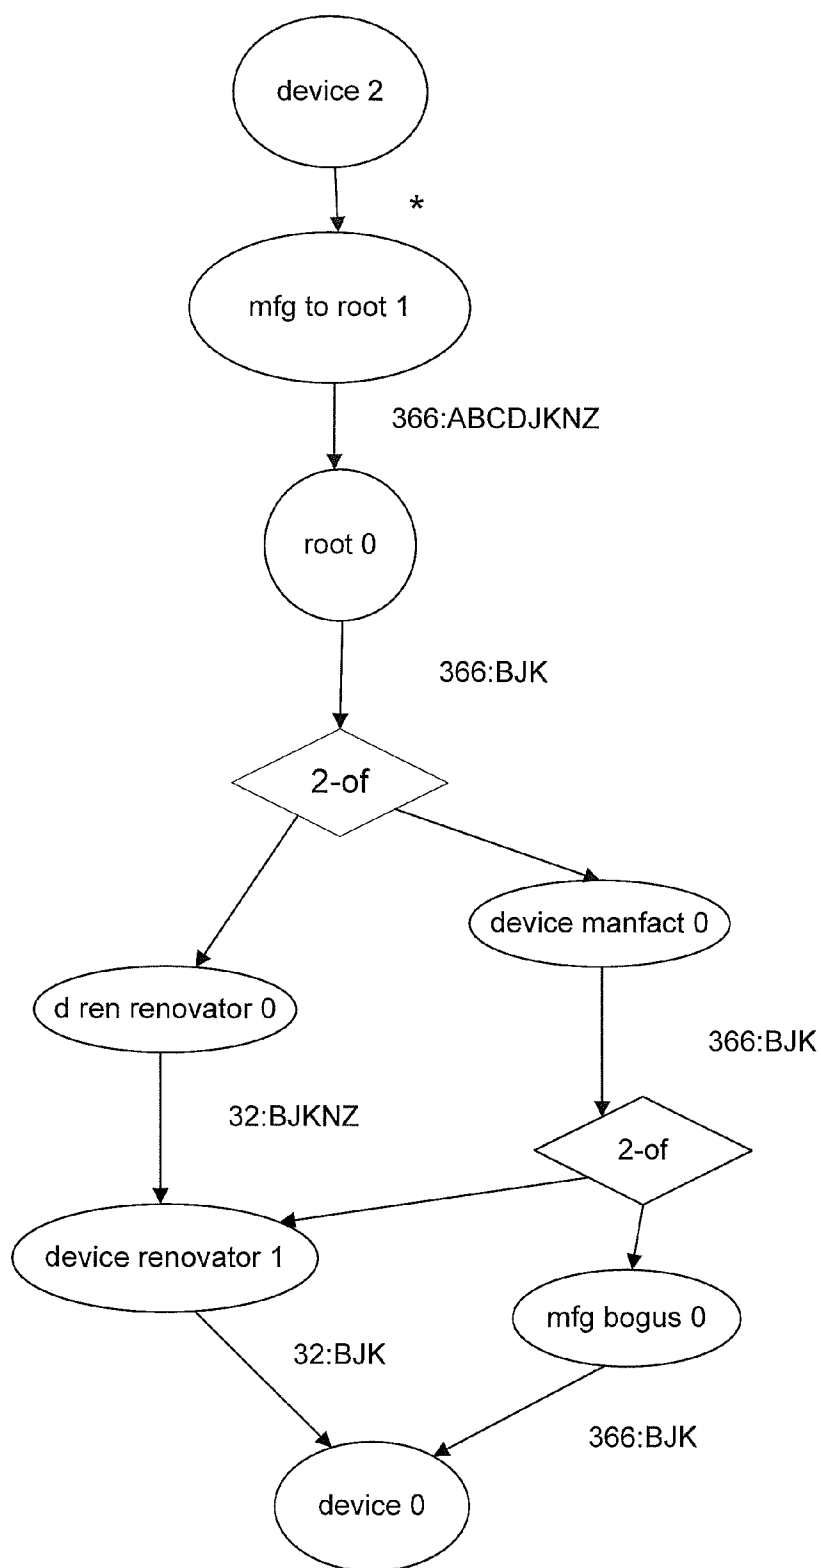 device 2
*
mfg to root 1
366:ABCDJKNZ
root 0
366:BJK
2-of
device manfact 0
d ren renovator 0
366:BJK
32:BJKNZ
2-of
device renovator 1
mfg bogus 0
32:BJK
366:BJK
device 0